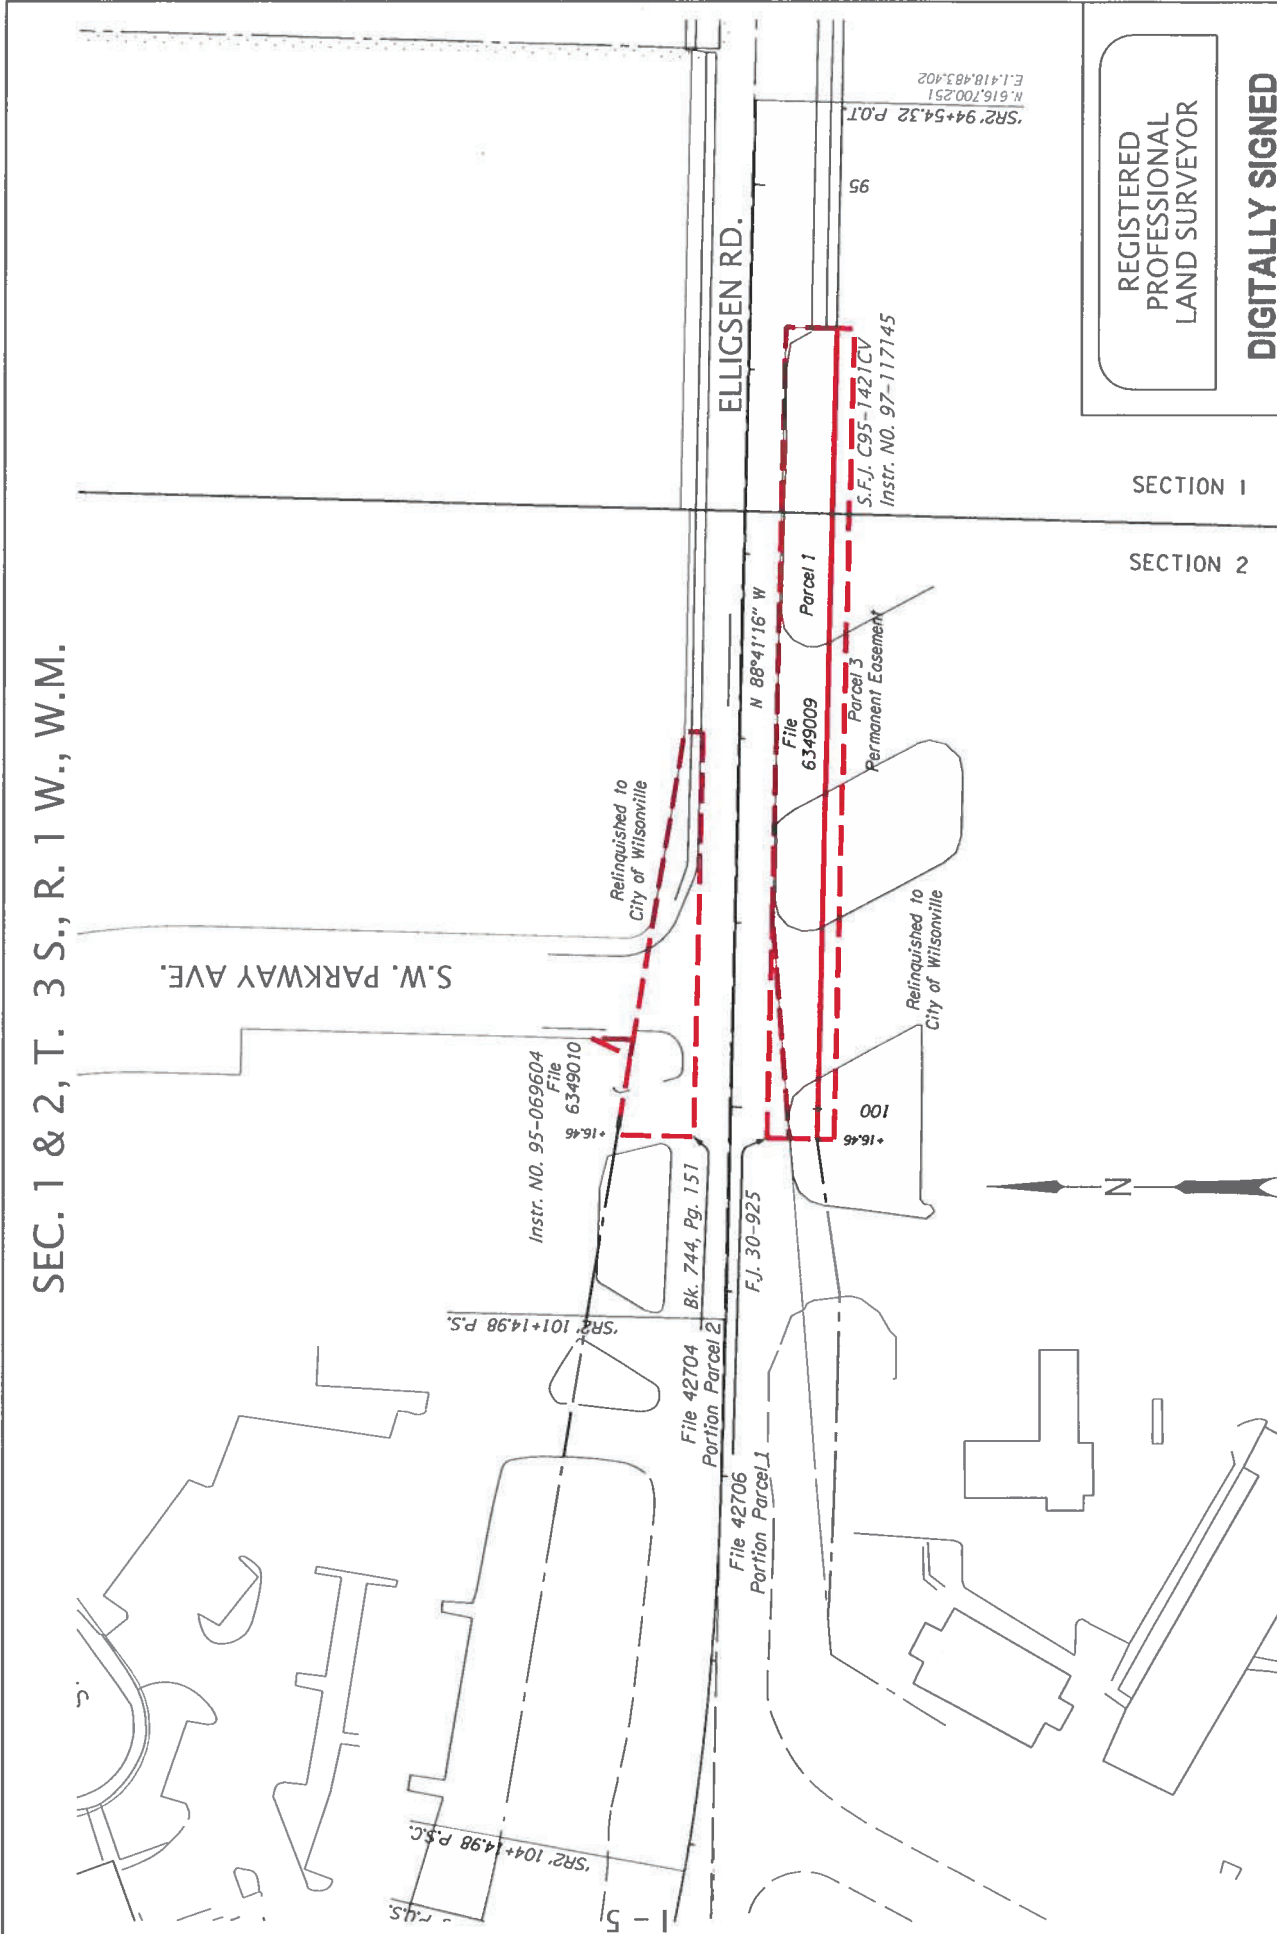 SEC. 1 & 2, T. 3 S., R. 1 W., W.M.
S.W. PARKWAY AVE.
Instr. NO. 95-069604
File
6349010
+16.46
Relinquished to
City of Wilsonville
ELLIGSEN RD.
'SR2' 104+14.98 P.S.C.
'SR2' 101+14.98 P.S.
File 42704
Portion Parcel 2
Bk. 744, Pg. 151
File 42706
Portion Parcel 1
F.J. 30-925
N 88°41'16" W
'SR2' 94+54.32 P.O.T.
N. 616,700.251
E.1,418,483.402
95
File
6349009
Parcel 1
Parcel 3
Permanent Easement
S.F.J. C95-1421CV
Instr. NO. 97-117145
+16.46
100
Relinquished to
City of Wilsonville
I - 5
N
SECTION 2
SECTION 1
REGISTERED
PROFESSIONAL
LAND SURVEYOR
DIGITALLY SIGNED